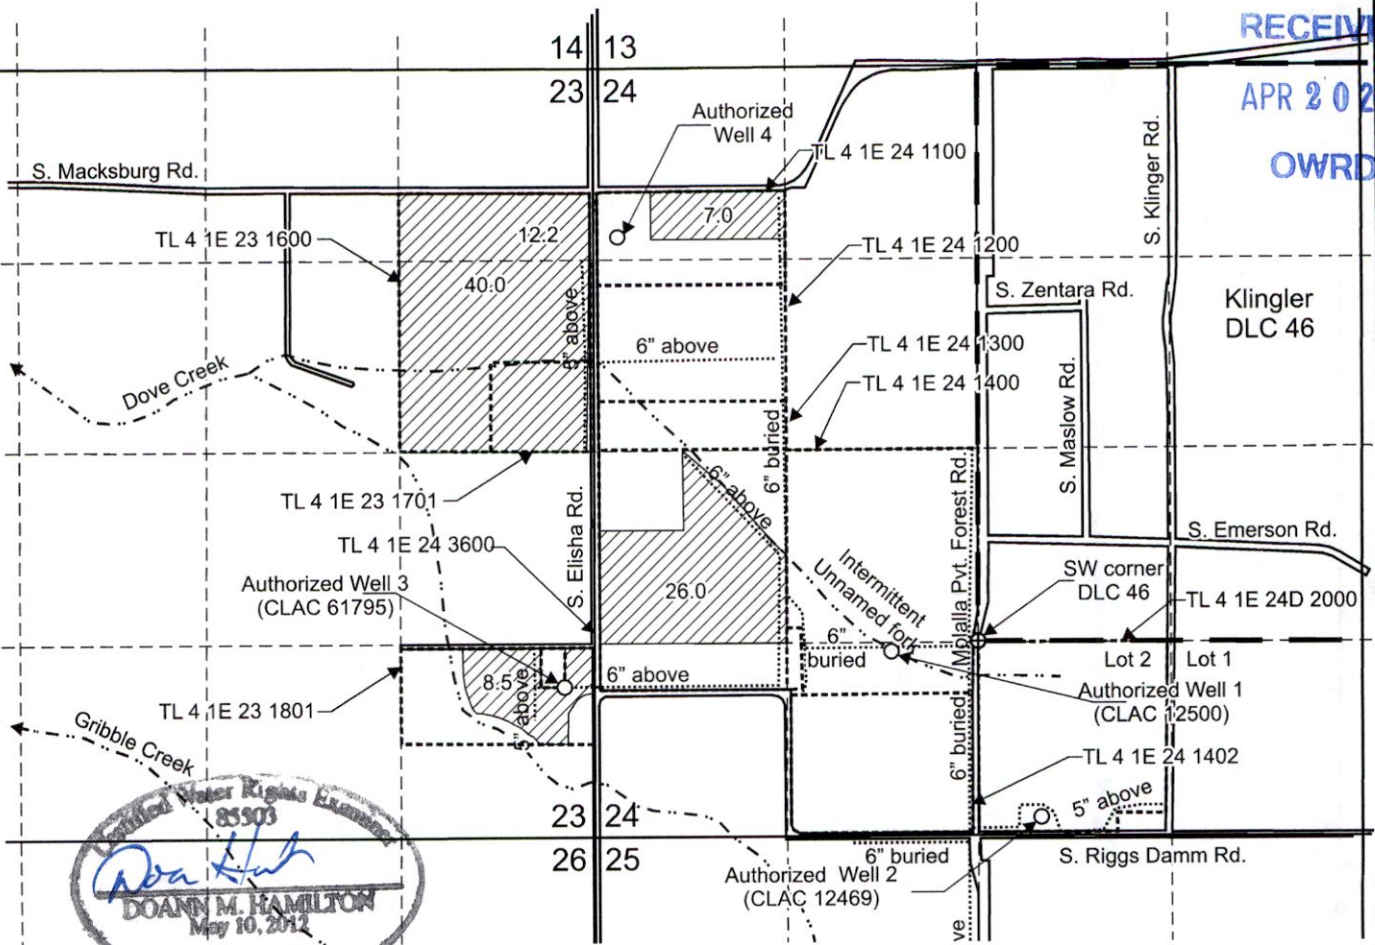 RECEIV
APR 2 0 2
OWRD
14 13
23 24
Authorized
Well 4
TL 4 1E 24 1100
S. Macksburg Rd.
S. Klinger Rd.
7.0
12.2
TL 4 1E 23 1600
TL 4 1E 24 1200
40.0
S. Zentara Rd.
Klingler
DLC 46
5" above
6" above
TL 4 1E 24 1300
TL 4 1E 24 1400
Dove Creek
S. Maslow Rd.
6" buried
6" above
TL 4 1E 23 1701
Molalla Pvt. Forest Rd.
S. Elisha Rd.
S. Emerson Rd.
TL 4 1E 24 3600
Intermittent
Unnamed fork
SW corner
DLC 46
Authorized Well 3
(CLAC 61795)
26.0
TL 4 1E 24D 2000
6"
buried
Lot 2
Lot 1
8.5
6" above
5" above
Authorized Well 1
(CLAC 12500)
TL 4 1E 23 1801
Gribble Creek
6" buried
TL 4 1E 24 1402
5" above
23 24
26 25
6" buried
S. Riggs Damm Rd.
Authorized Well 2
(CLAC 12469)
Certified Water Rights Examiner
85503
DOANN M. HAMILTON
May 10, 2012
ve